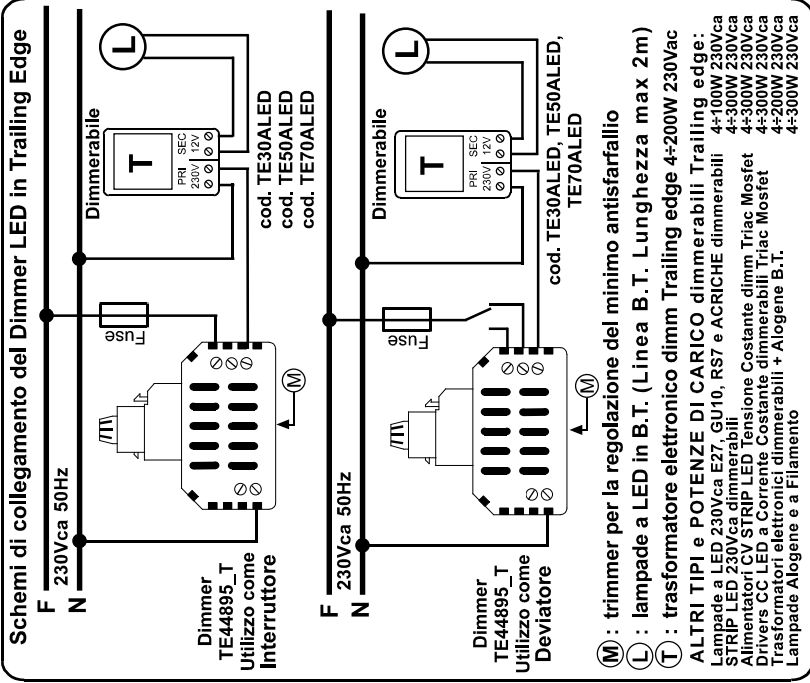 Schemi di collegamento del Dimmer LED in Trailing Edge
F
230Vca 50Hz
N
Fuse
Dimmerabile
T
PRI SEC
230V 12V
L
cod. TE30ALED
cod. TE50ALED
cod. TE70ALED
Dimmer
TE44895_T
Utilizzo come
Interruttore
M
F
230Vca 50Hz
N
Fuse
Dimmerabile
T
PRI SEC
230V 12V
L
cod. TE30ALED, TE50ALED,
TE70ALED
Dimmer
TE44895_T
Utilizzo come
Deviatore
M
M : trimmer per la regolazione del minimo antisfarfallio
L : lampade a LED in B.T. (Linea B.T. Lunghezza max 2m)
T : trasformatore elettronico dimm Trailing edge 4÷200W 230Vac
ALTRI TIPI e POTENZE DI CARICO dimmerabili Trailing edge:
Lampade a LED 230Vca E27, GU10, RS7 e ACRICHE dimmerabili 4÷100W 230Vca
STRIP LED 230Vca dimmerabili 4÷300W 230Vca
Alimentatori CV STRIP LED Tensione Costante dimm Triac Mosfet 4÷300W 230Vca
Drivers CC LED a Corrente Costante dimmerabili Triac Mosfet 4÷300W 230Vca
Trasformatori elettronici dimmerabili + Alogene B.T. 4÷200W 230Vca
Lampade Alogene e a Filamento 4÷300W 230Vca